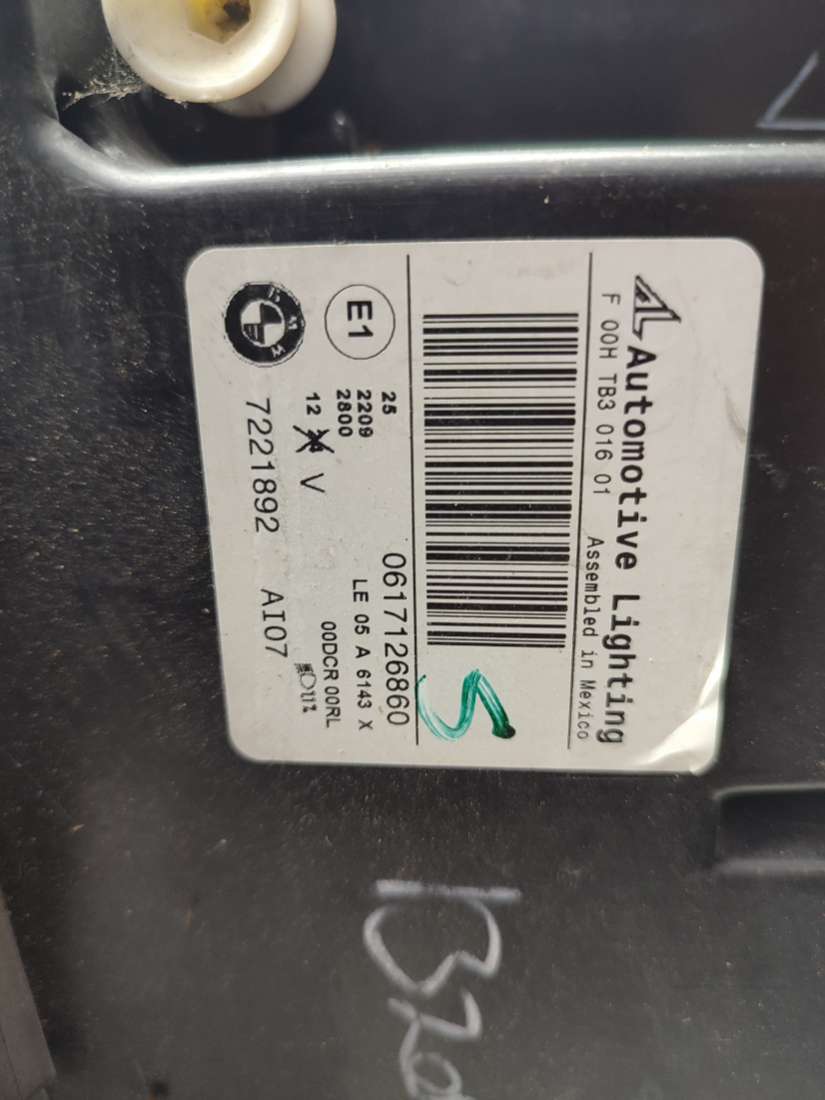 Automotive Lighting
F 00H TB3 016 01 Assembled in Mexico
0617126860
25
2209
2800
LE 05 A 6143 X
E1
12 V
00DCR 00RL
BMW
7221892 AI07